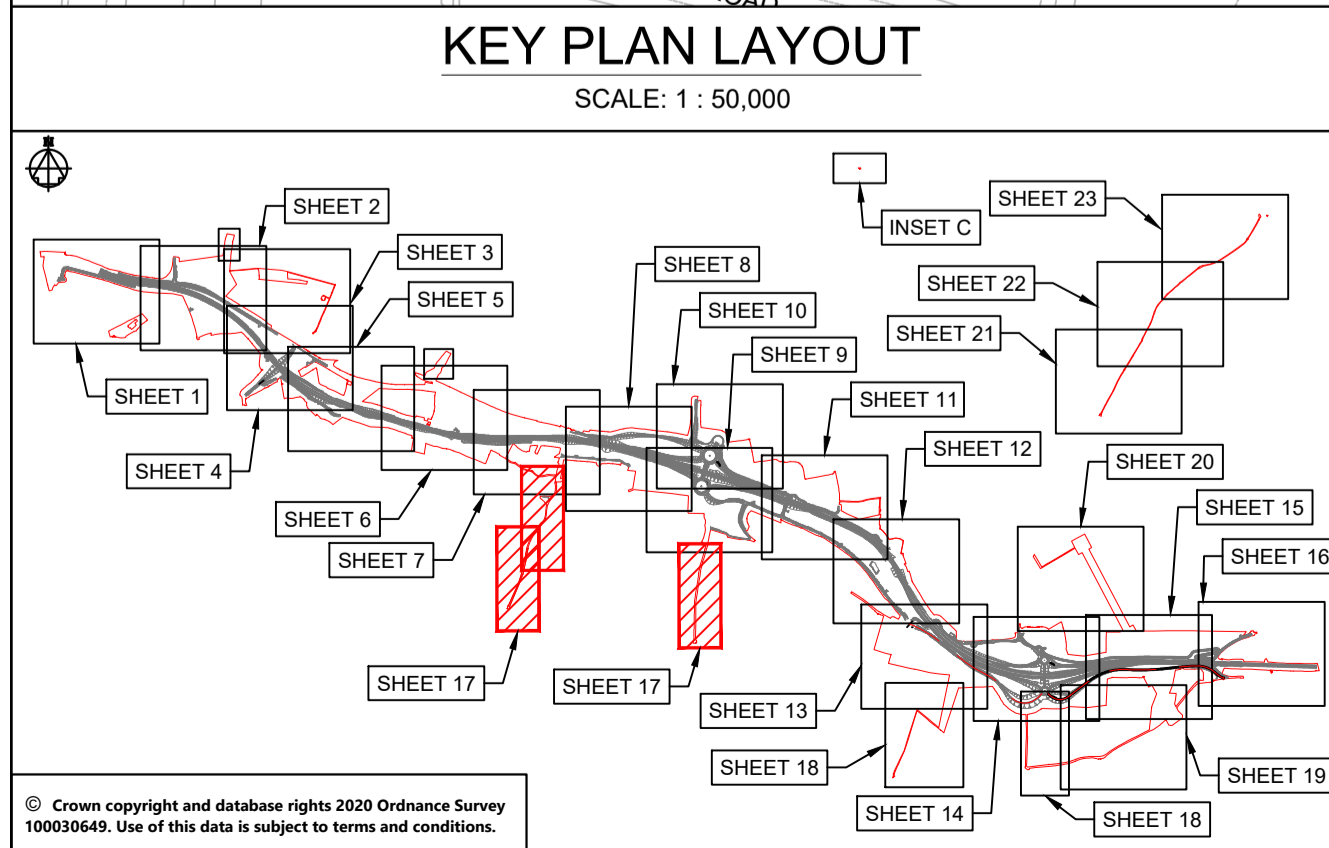 KEY PLAN LAYOUT
SCALE: 1 : 50,000
N
INSET C
SHEET 23
SHEET 2
SHEET 3
SHEET 8
SHEET 22
SHEET 5
SHEET 10
SHEET 21
SHEET 9
SHEET 1
SHEET 11
SHEET 12
SHEET 4
SHEET 20
SHEET 15
SHEET 6
SHEET 7
SHEET 16
SHEET 17
SHEET 17
SHEET 13
SHEET 18
SHEET 19
SHEET 14
SHEET 18
© Crown copyright and database rights 2020 Ordnance Survey
100030649. Use of this data is subject to terms and conditions.